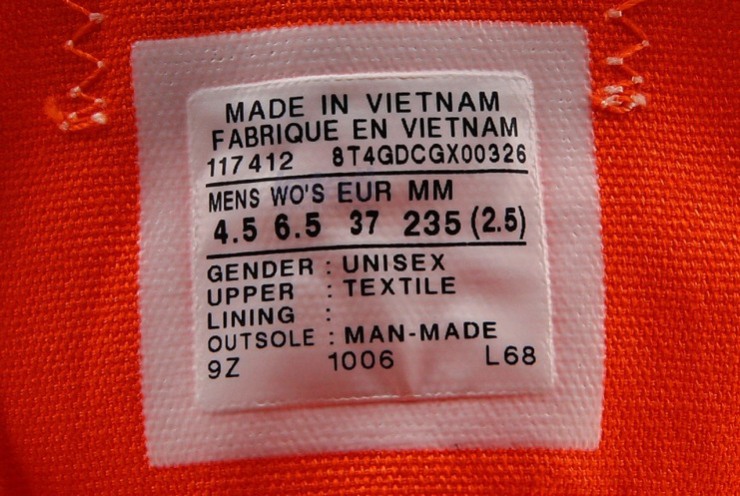 MADE IN VIETNAM
FABRIQUE EN VIETNAM
117412 8T4GDCGX00326
MENS WO'S EUR MM
4.5 6.5 37 235 (2.5)
GENDER : UNISEX
UPPER : TEXTILE
LINING :
OUTSOLE : MAN-MADE
9Z 1006 L68